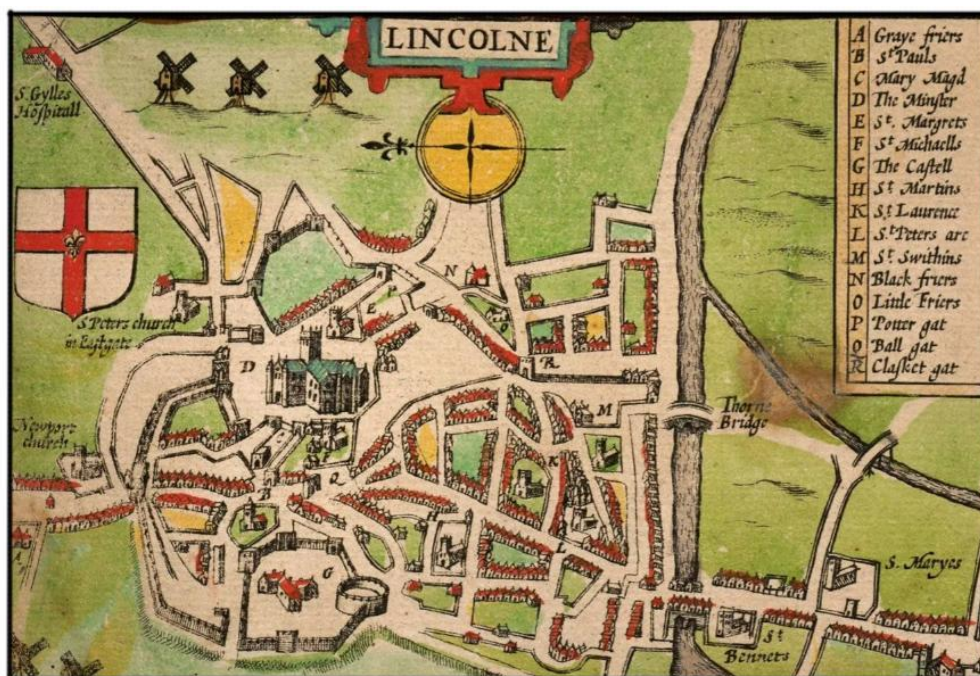 LINCOLNE
S. Gylles
Hoſpitall
A Graye friers
B St Pauls
C Mary Magd
D The Minſter
E St. Margrets
F St Michaells
G The Caſtell
H St Martins
K St Laurence
L St Peters arc
M St Swithins
N Black friers
O Little Friers
P Potter gat
Q Ball gat
R Claſket gat
S. Peters church
in Eaſtgate
N
P
E
O
D
R
Thorne
Bridge
M
Newport
church
K
Q
B
H
L
G
S. Maryes
St
Bennets